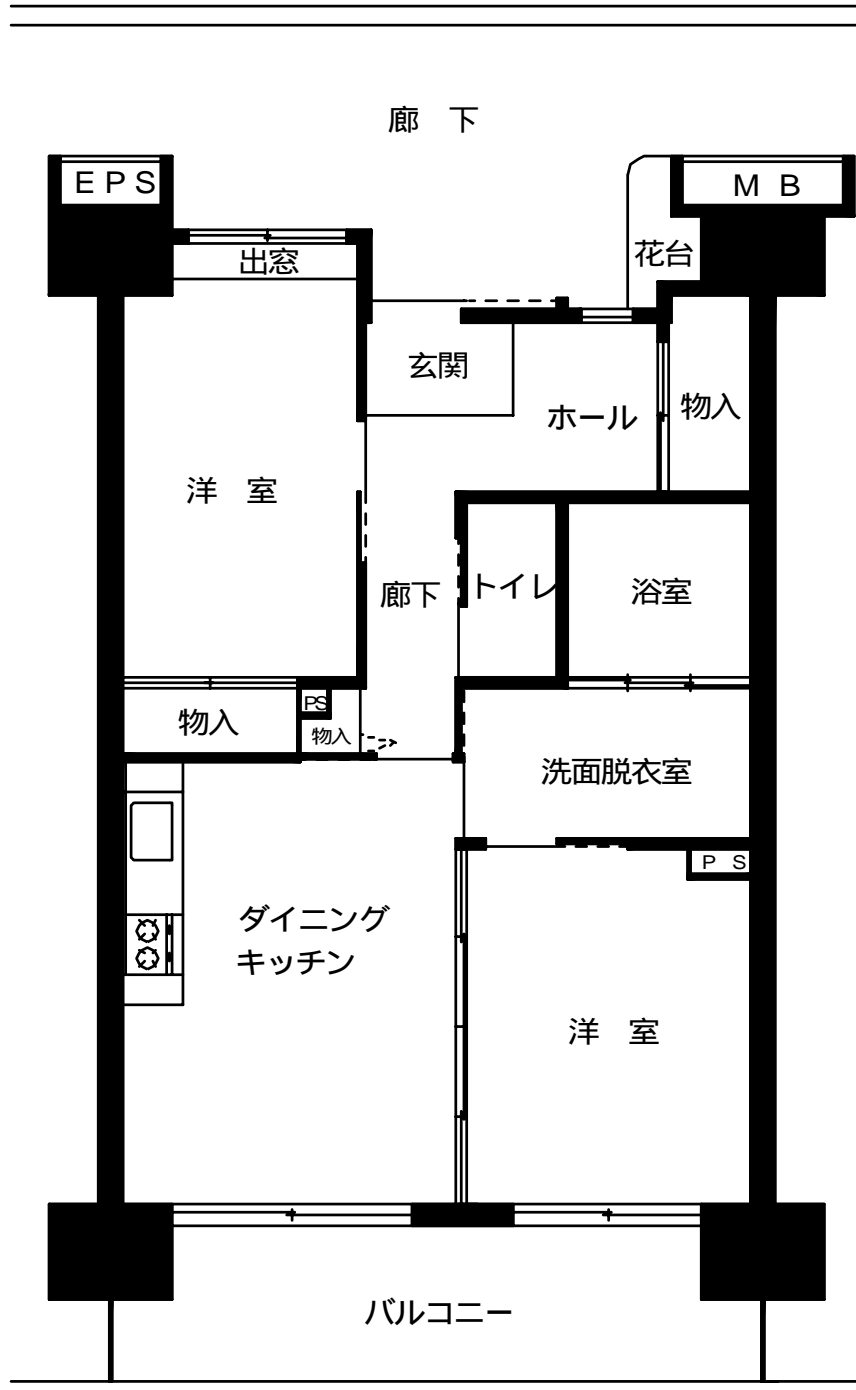 廊 下
EPS
M B
出窓
花台
玄関
ホール
物入
洋 室
廊下
トイレ
浴室
物入
PS
物入
洗面脱衣室
P S
ダイニング
キッチン
洋 室
バルコニー